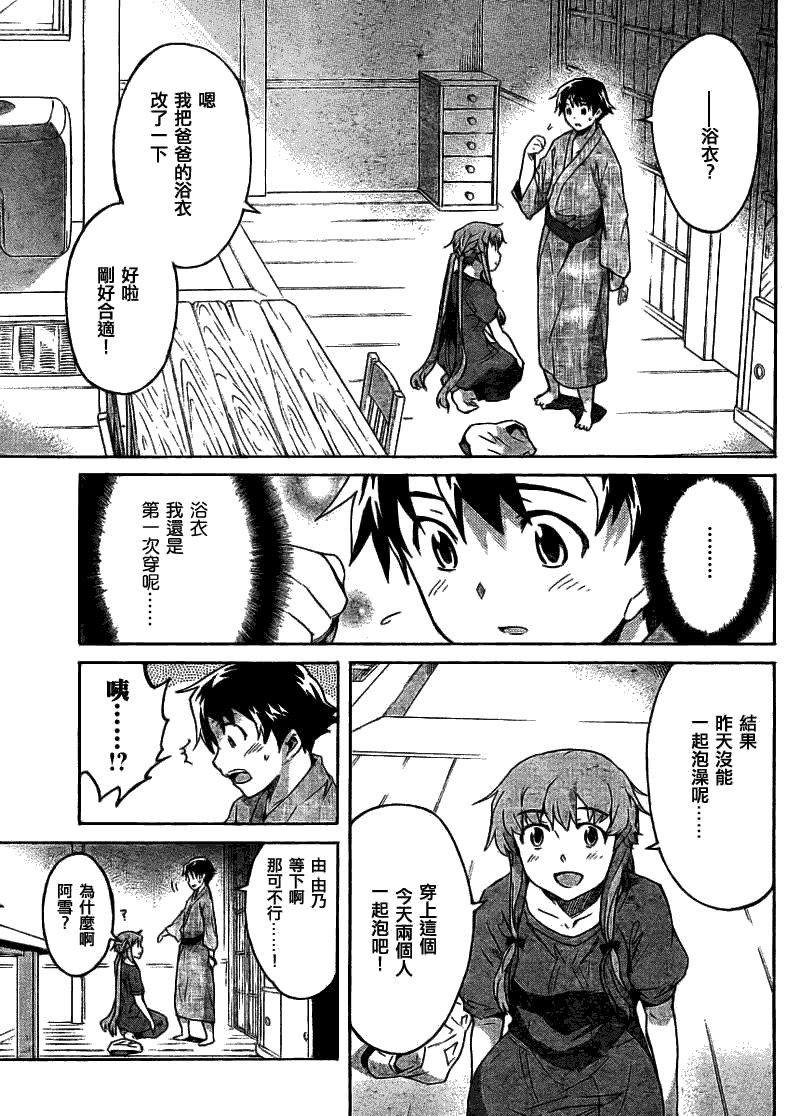 ——浴衣？
嗯
我把爸爸的浴衣
改了一下
好啦
剛好合適！
………
浴衣
我還是
第一次穿呢……
結果
昨天沒能
一起泡澡呢……
穿上這個
今天兩個人
一起泡吧！
咦
……!?
由由乃
等下啊
那可不行……！
?
為什麼啊
阿雪？